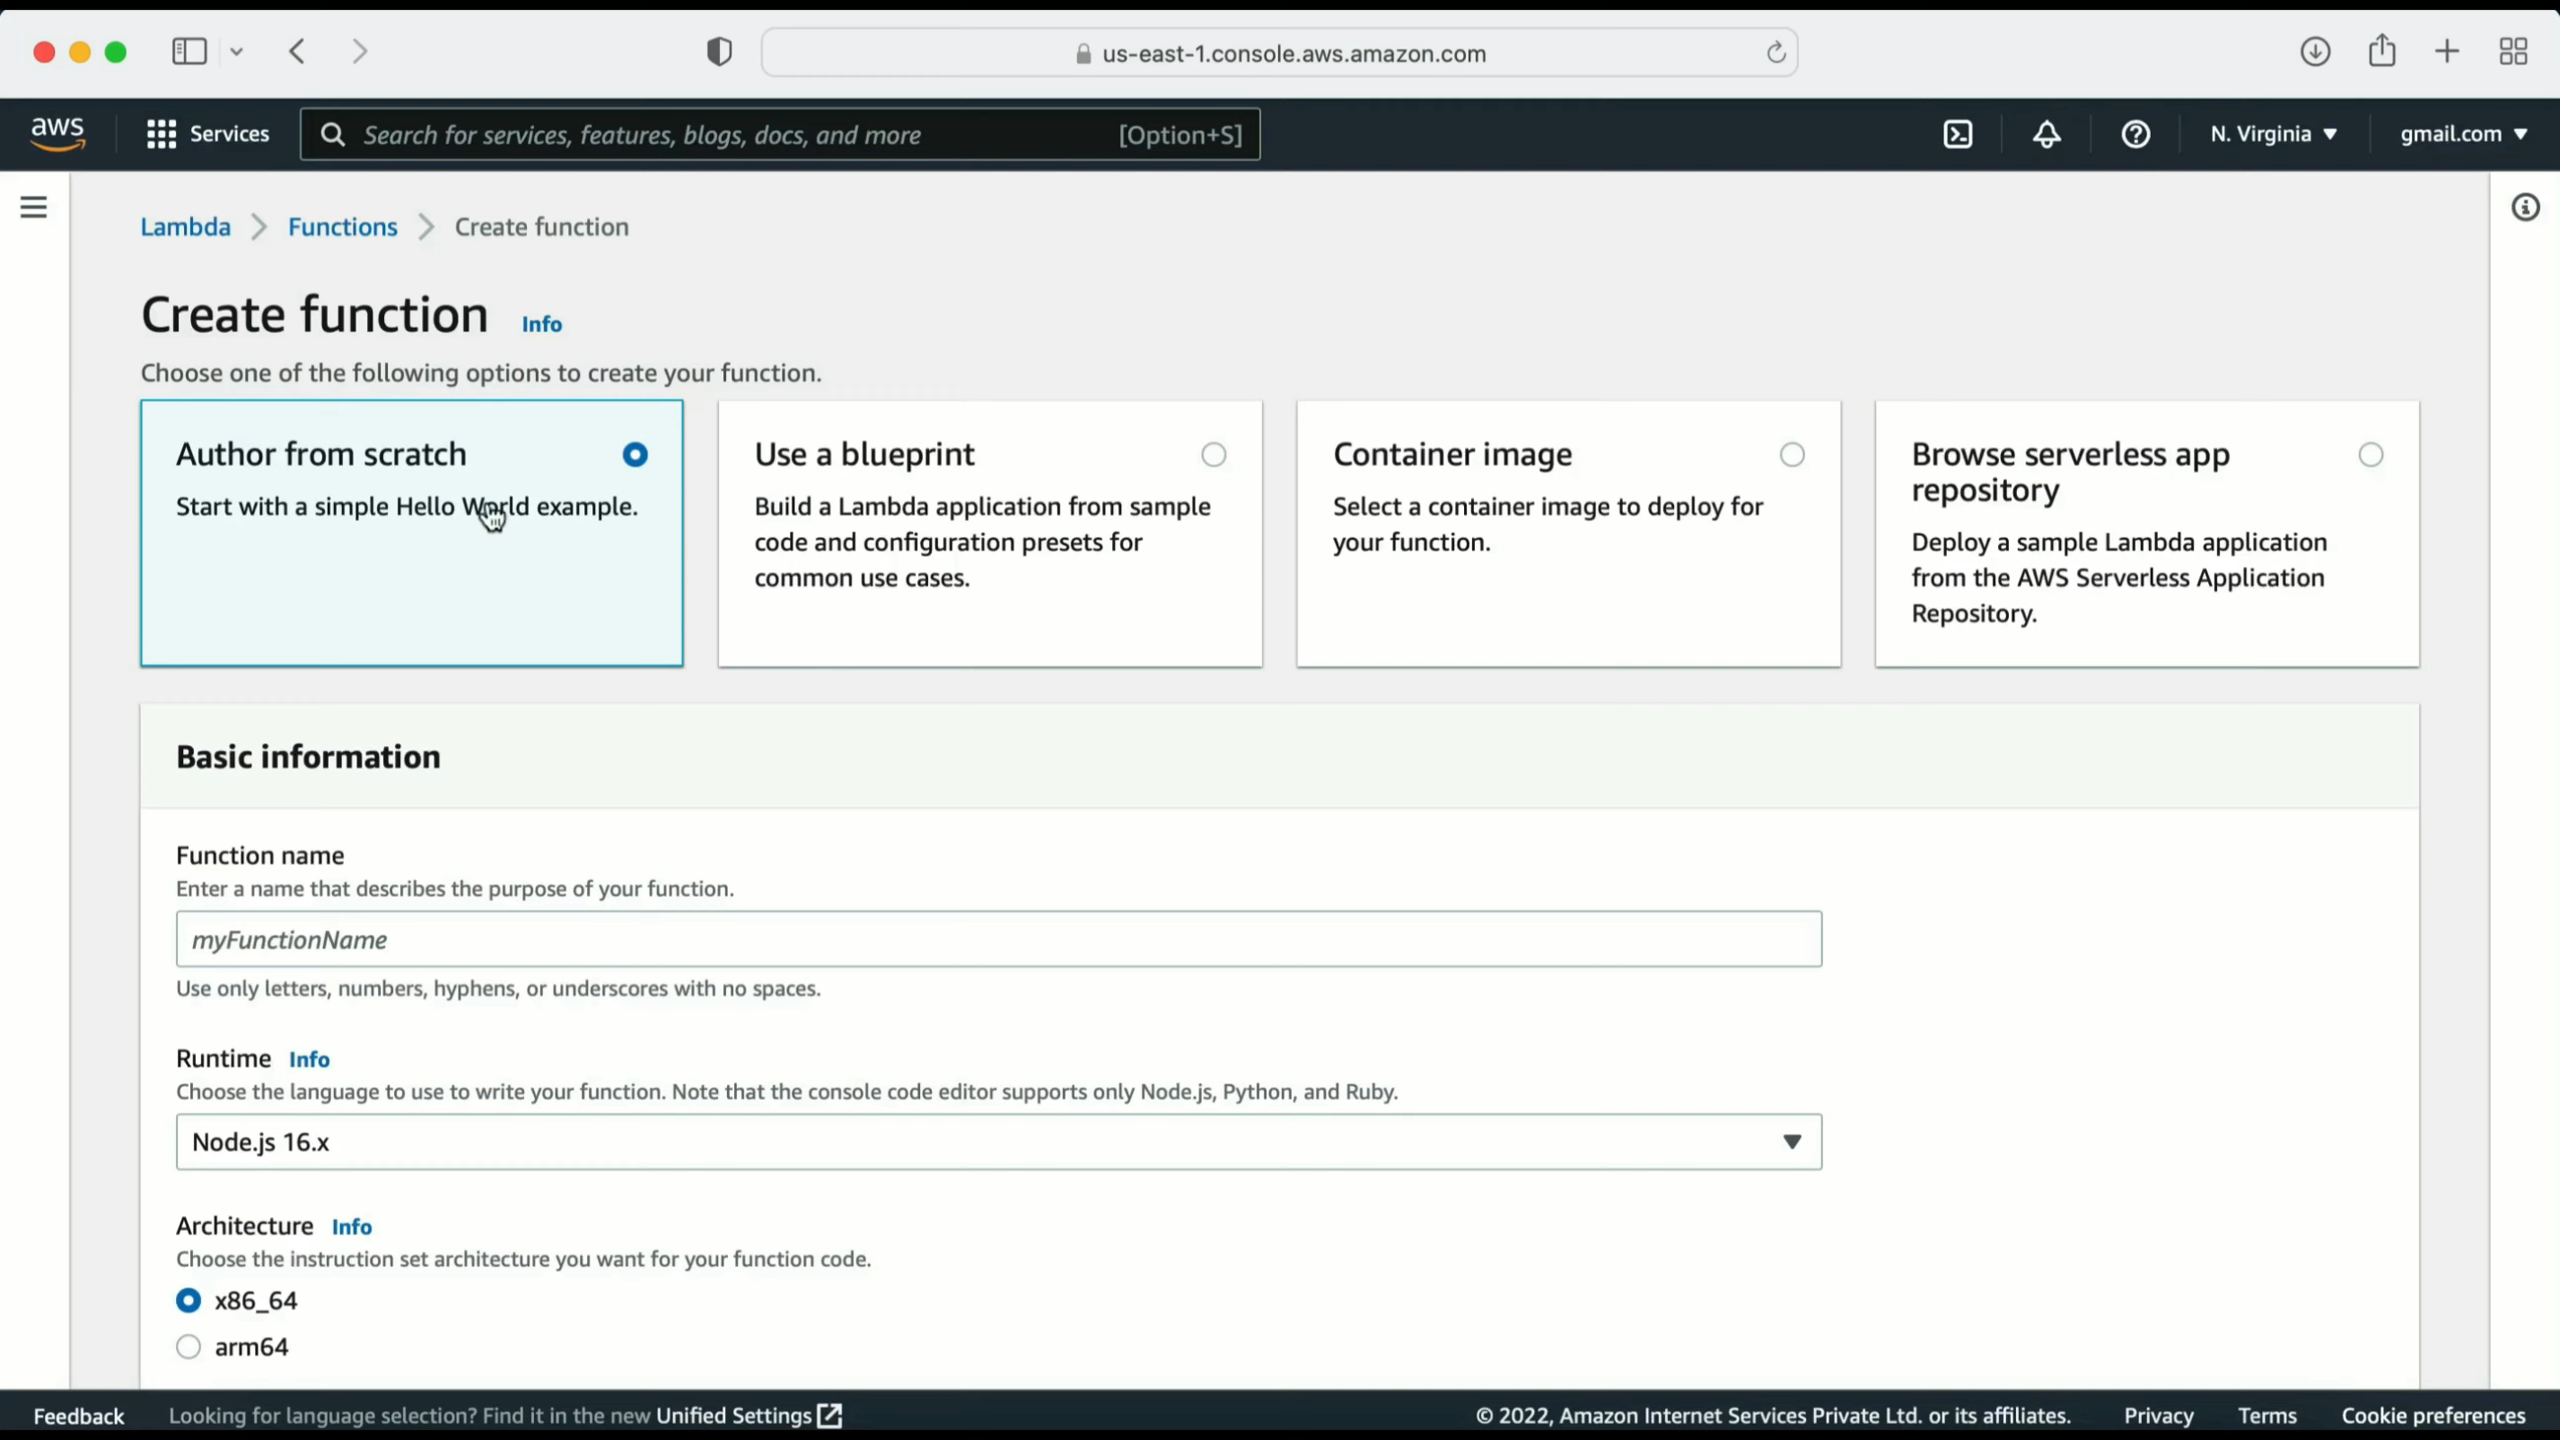 us-east-1.console.aws.amazon.com
aws
Services
Search for services, features, blogs, docs, and more
[Option+S]
N. Virginia
gmail.com
Lambda
Functions
Create function
Create function
Info
Choose one of the following options to create your function.
Author from scratch
Start with a simple Hello World example.
Use a blueprint
Build a Lambda application from sample
code and configuration presets for
common use cases.
Container image
Select a container image to deploy for
your function.
Browse serverless app
repository
Deploy a sample Lambda application
from the AWS Serverless Application
Repository.
Basic information
Function name
Enter a name that describes the purpose of your function.
myFunctionName
Use only letters, numbers, hyphens, or underscores with no spaces.
Runtime Info
Choose the language to use to write your function. Note that the console code editor supports only Node.js, Python, and Ruby.
Node.js 16.x
Architecture Info
Choose the instruction set architecture you want for your function code.
x86_64
arm64
Feedback
Looking for language selection? Find it in the new Unified Settings
© 2022, Amazon Internet Services Private Ltd. or its affiliates.
Privacy
Terms
Cookie preferences